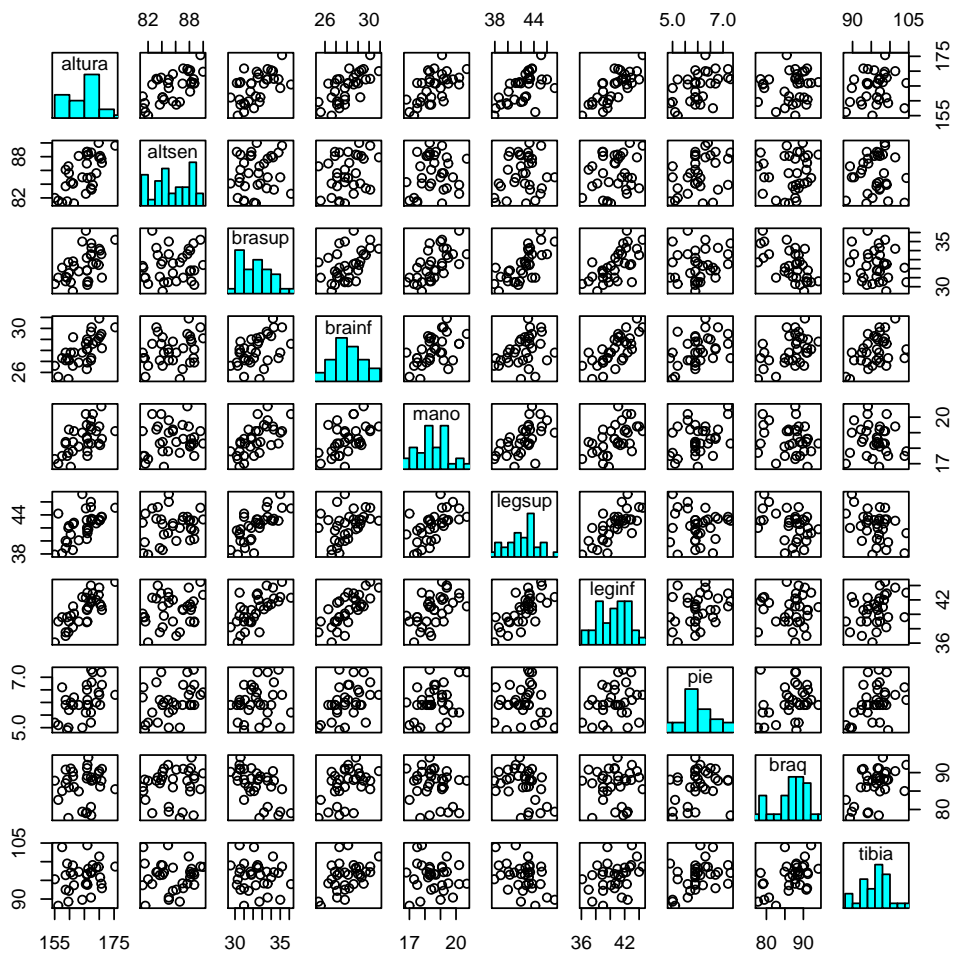 82 88 26 30 38 44 5.0 7.0 90 105
altura
155 175
altsen
82 88
brasup
30 35
brainf
26 30
mano
17 20
legsup
38 44
leginf
36 42
pie
5.0 7.0
braq
80 90
tibia
90 105
155 175 30 35 17 20 36 42 80 90